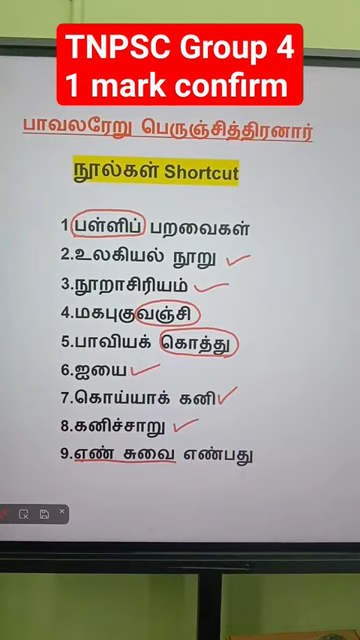 TNPSC Group 4
1 mark confirm
பாவலரேறு பெருஞ்சித்திரனார்
நூல்கள் Shortcut
1 பள்ளிப் பறவைகள்
2.உலகியல் நூறு
3.நூறாசிரியம்
4.மகபுகுவஞ்சி
5.பாவியக் கொத்து
6.ஐயை
7.கொய்யாக் கனி
8.கனிச்சாறு
9.எண் சுவை எண்பது